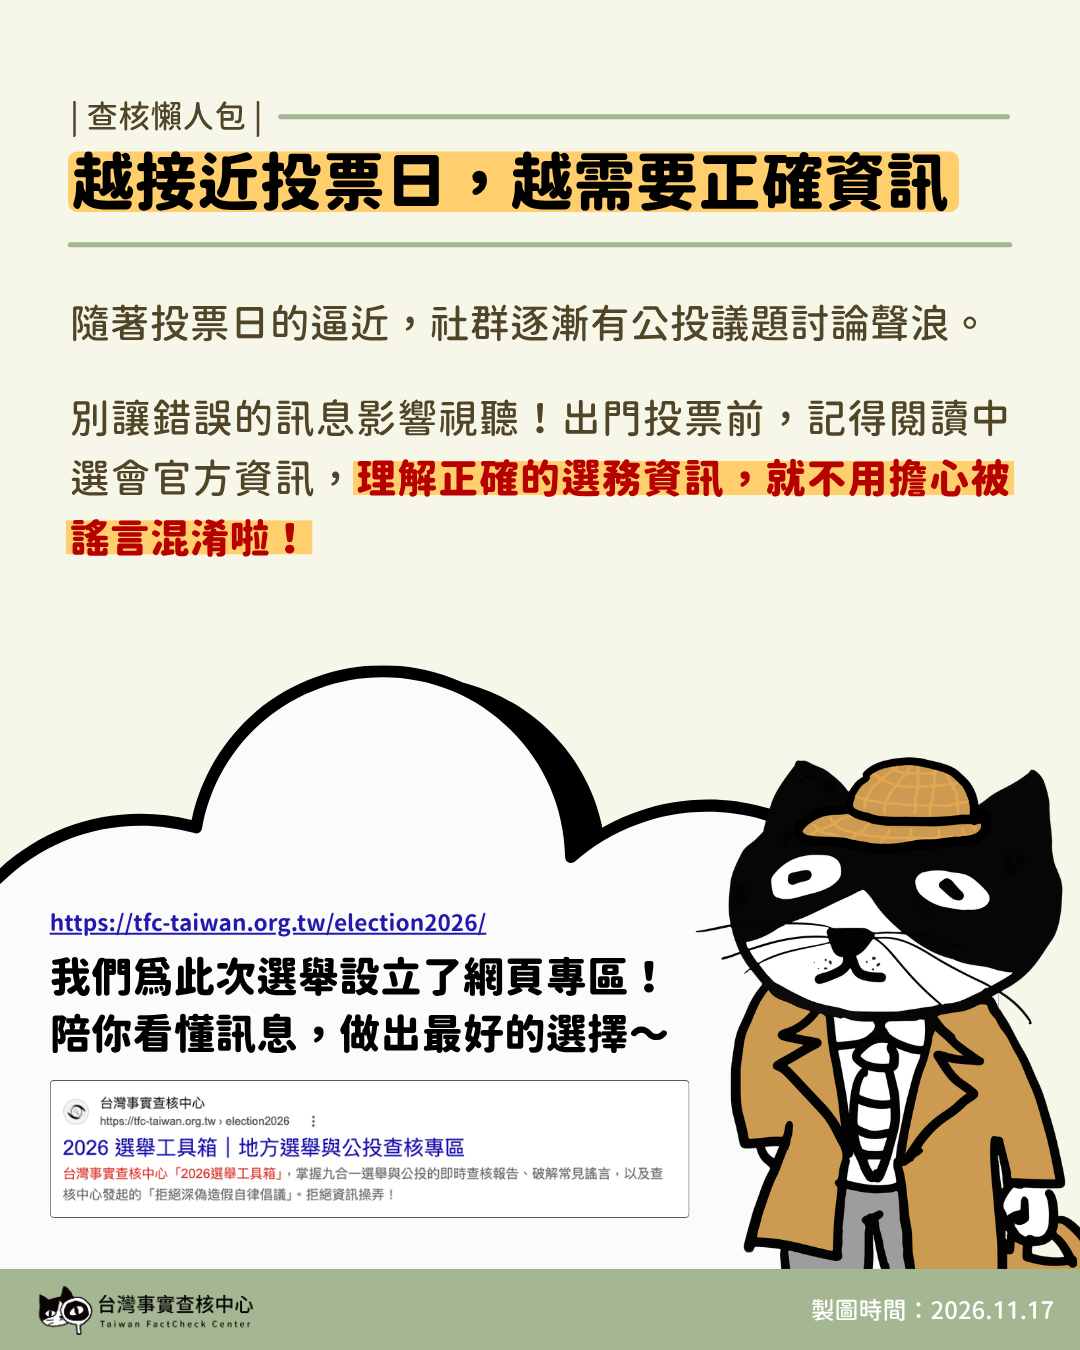 | 查核懶人包 |
越接近投票日，越需要正確資訊
隨著投票日的逼近，社群逐漸有公投議題討論聲浪。
別讓錯誤的訊息影響視聽！出門投票前，記得閱讀中
選會官方資訊，理解正確的選務資訊，就不用擔心被
謠言混淆啦！
https://tfc-taiwan.org.tw/election2026/
我們為此次選舉設立了網頁專區！
陪你看懂訊息，做出最好的選擇～
台灣事實查核中心
https://tfc-taiwan.org.tw › election2026
2026 選舉工具箱｜地方選舉與公投查核專區
台灣事實查核中心「2026選舉工具箱」，掌握九合一選舉與公投的即時查核報告、破解常見謠言，以及查
核中心發起的「拒絕深偽造假自律倡議」。拒絕資訊操弄！
台灣事實查核中心
Taiwan FactCheck Center
製圖時間：2026.11.17